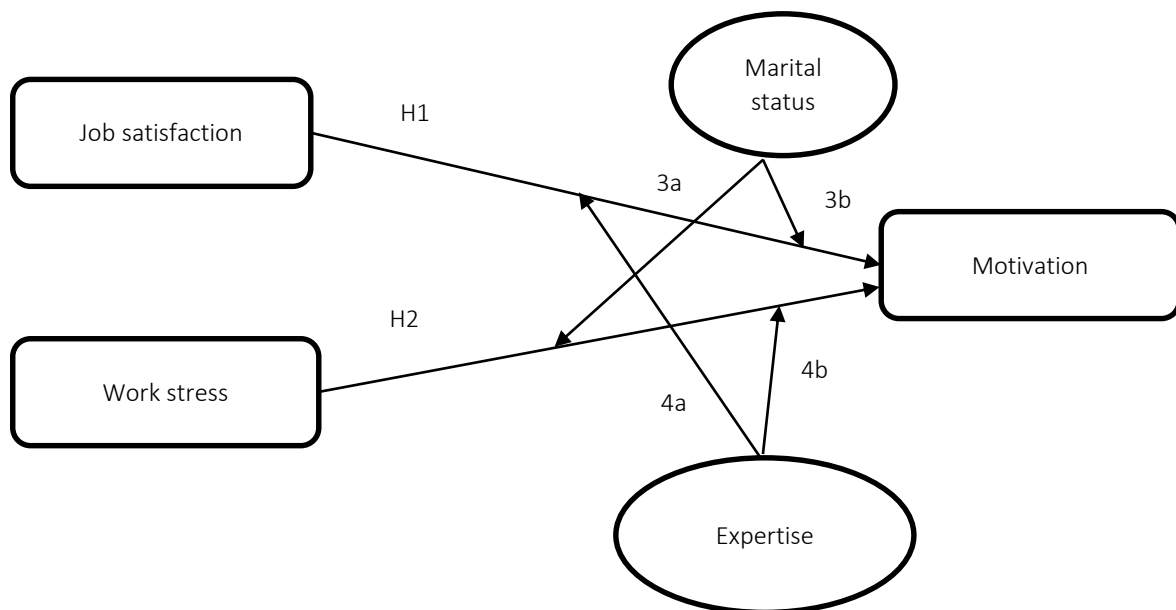 Marital
status
H1
Job satisfaction
3a
3b
Motivation
H2
Work stress
4b
4a
Expertise